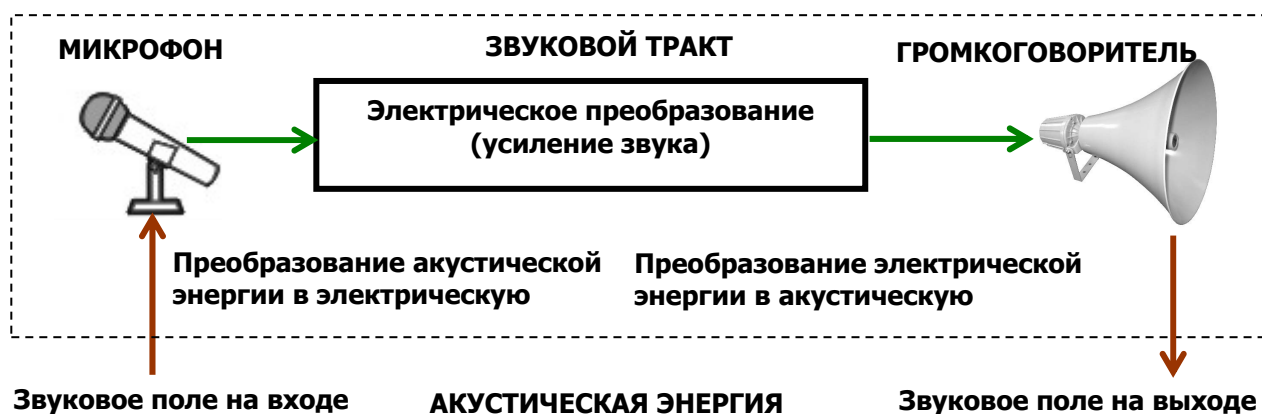 МИКРОФОН
ЗВУКОВОЙ ТРАКТ
ГРОМКОГОВОРИТЕЛЬ
Электрическое преобразование
(усиление звука)
Преобразование акустической
энергии в электрическую
Преобразование электрической
энергии в акустическую
Звуковое поле на входе
АКУСТИЧЕСКАЯ ЭНЕРГИЯ
Звуковое поле на выходе